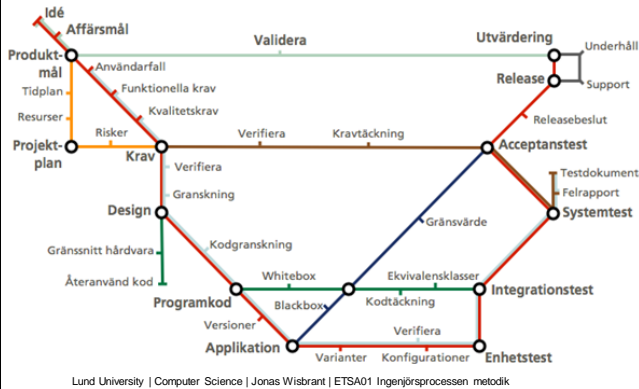 Idé
Affärsmål
Produkt-
mål
Validera
Utvärdering
Underhåll
Release
Support
Användarfall
Funktionella krav
Kvalitetskrav
Tidplan
Resurser
Releasebeslut
Projekt-
plan
Risker
Krav
Verifiera
Kravtäckning
Acceptanstest
Verifiera
Granskning
Testdokument
Felrapport
Design
Systemtest
Gränsvärde
Kodgranskning
Gränssnitt hårdvara
Återanvänd kod
Whitebox
Ekvivalensklasser
Programkod
Blackbox
Kodtäckning
Integrationstest
Versioner
Verifiera
Applikation
Varianter
Konfigurationer
Enhetstest
Lund University | Computer Science | Jonas Wisbrant | ETSA01 Ingenjörsprocessen metodik